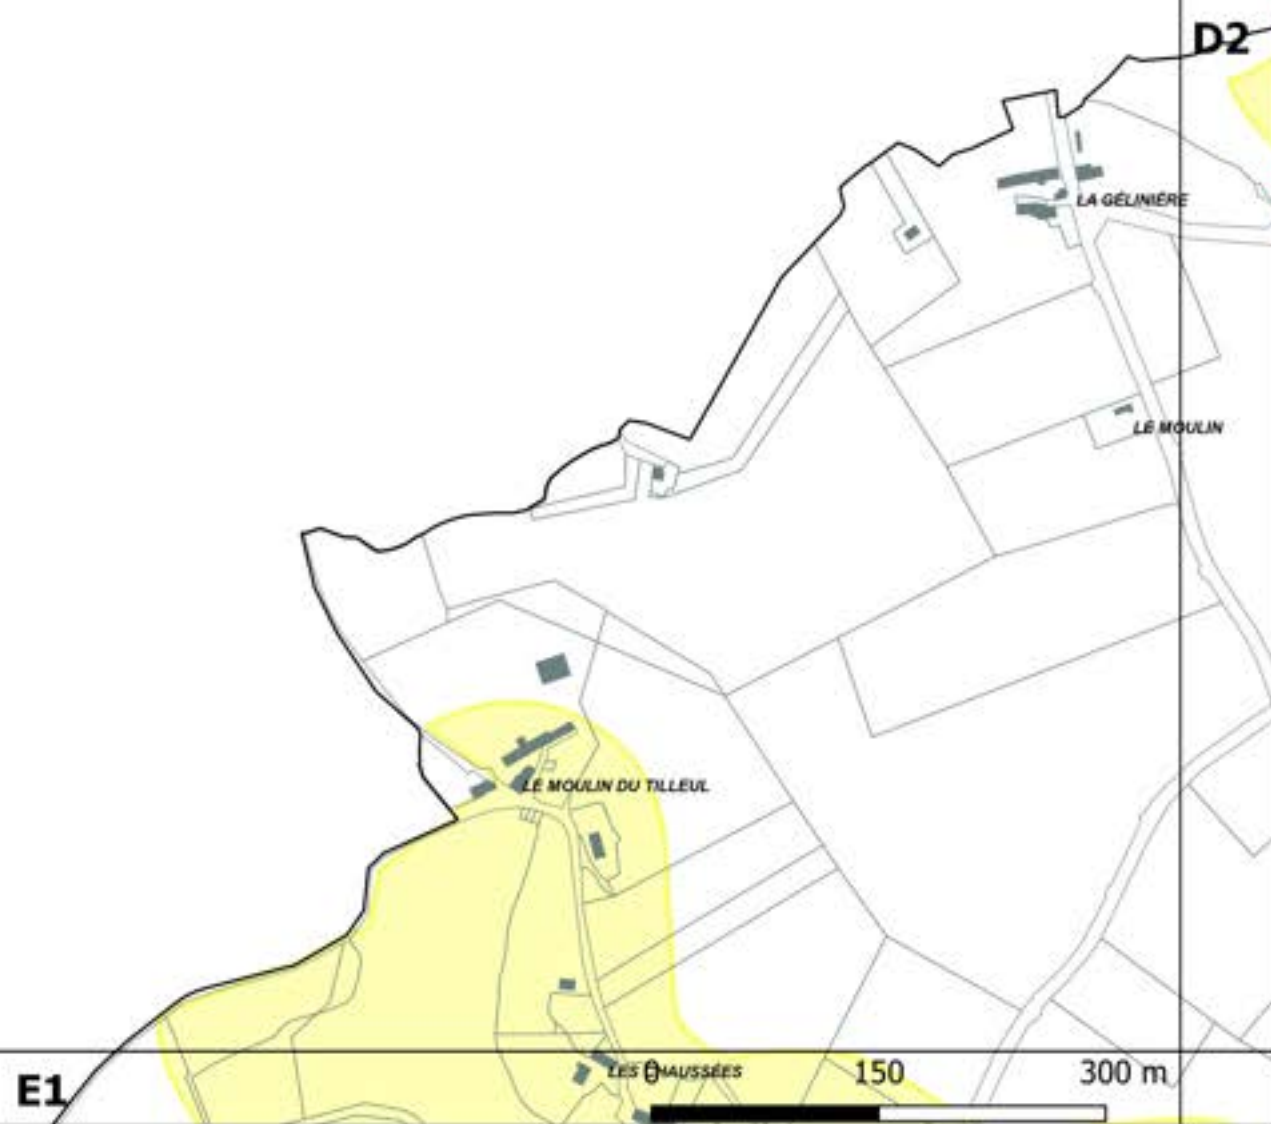 D2
LA GÉLINIÈRE
LE MOULIN
LE MOULIN DU TILLEUL
LES CHAUSSÉES
0 150 300 m
E1